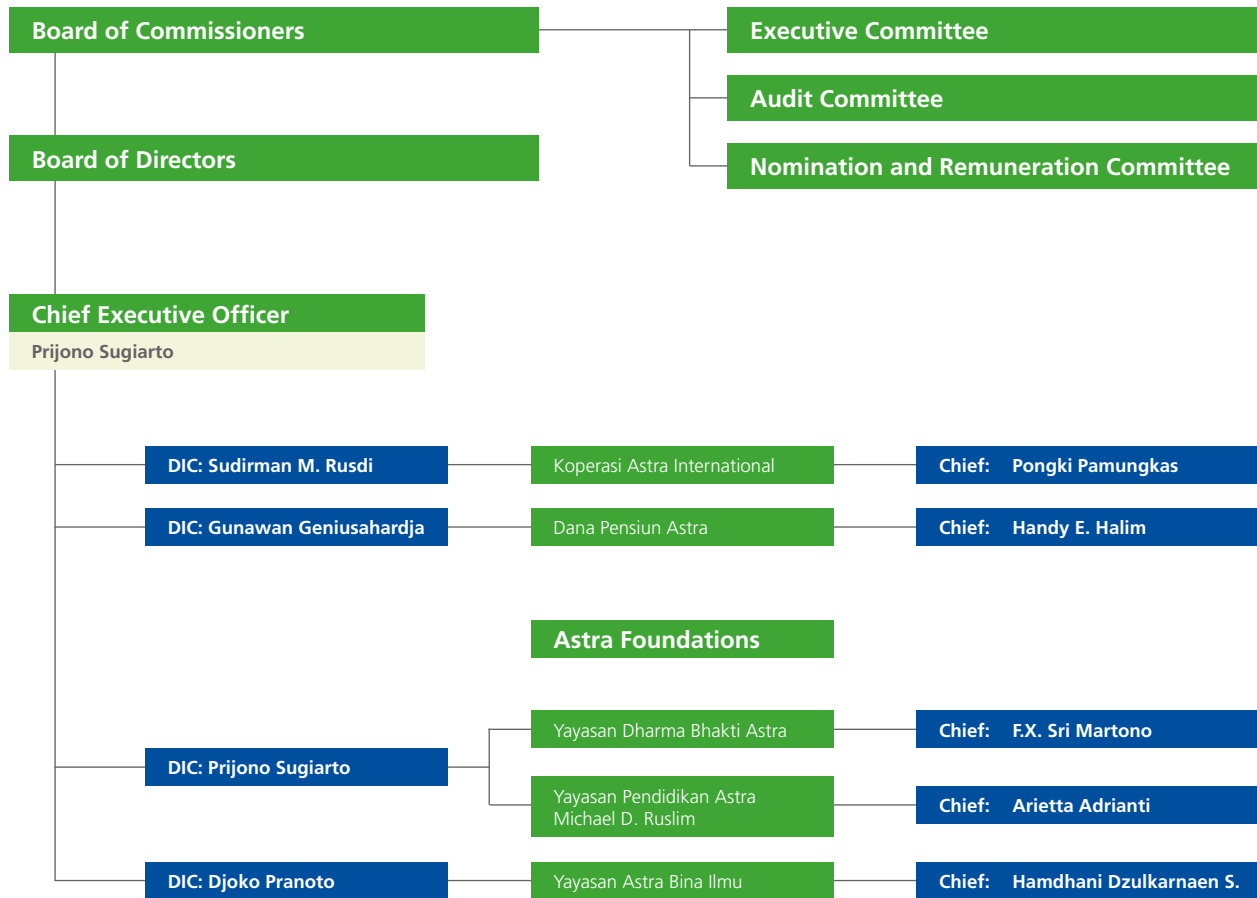 Board of Commissioners
Executive Committee
Audit Committee
Board of Directors
Nomination and Remuneration Committee
Chief Executive Officer
Prijono Sugiarto
DIC: Sudirman M. Rusdi
Koperasi Astra International
Chief: Pongki Pamungkas
DIC: Gunawan Geniusahardja
Dana Pensiun Astra
Chief: Handy E. Halim
Astra Foundations
Yayasan Dharma Bhakti Astra
Chief: F.X. Sri Martono
DIC: Prijono Sugiarto
Yayasan Pendidikan Astra
Michael D. Ruslim
Chief: Arietta Adrianti
DIC: Djoko Pranoto
Yayasan Astra Bina Ilmu
Chief: Hamdhani Dzulkarnaen S.